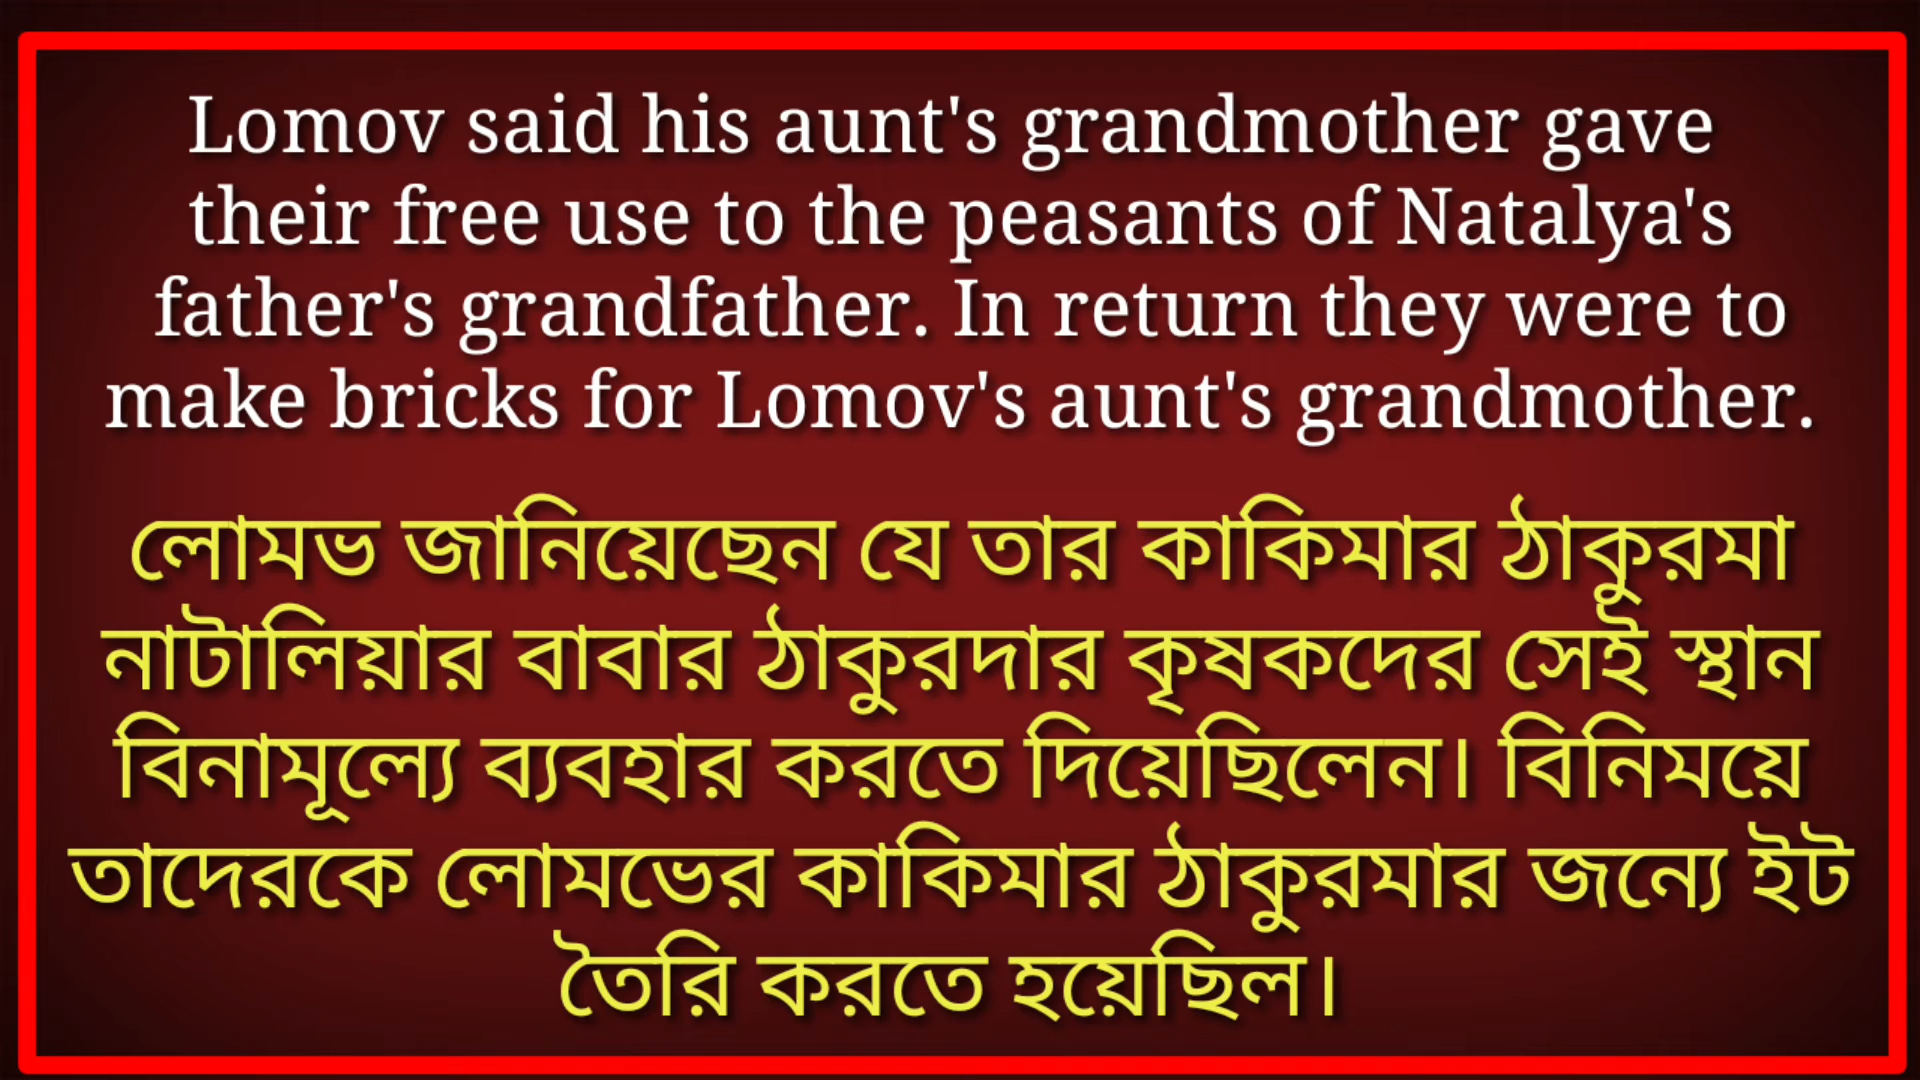 Lomov said his aunt's grandmother gave
their free use to the peasants of Natalya's
father's grandfather. In return they were to
make bricks for Lomov's aunt's grandmother.
লোমভ জানিয়েছেন যে তার কাকিমার ঠাকুরমা
নাটালিয়ার বাবার ঠাকুরদার কৃষকদের সেই স্থান
বিনামূল্যে ব্যবহার করতে দিয়েছিলেন। বিনিময়ে
তাদেরকে লোমভের কাকিমার ঠাকুরমার জন্যে ইট
তৈরি করতে হয়েছিল।